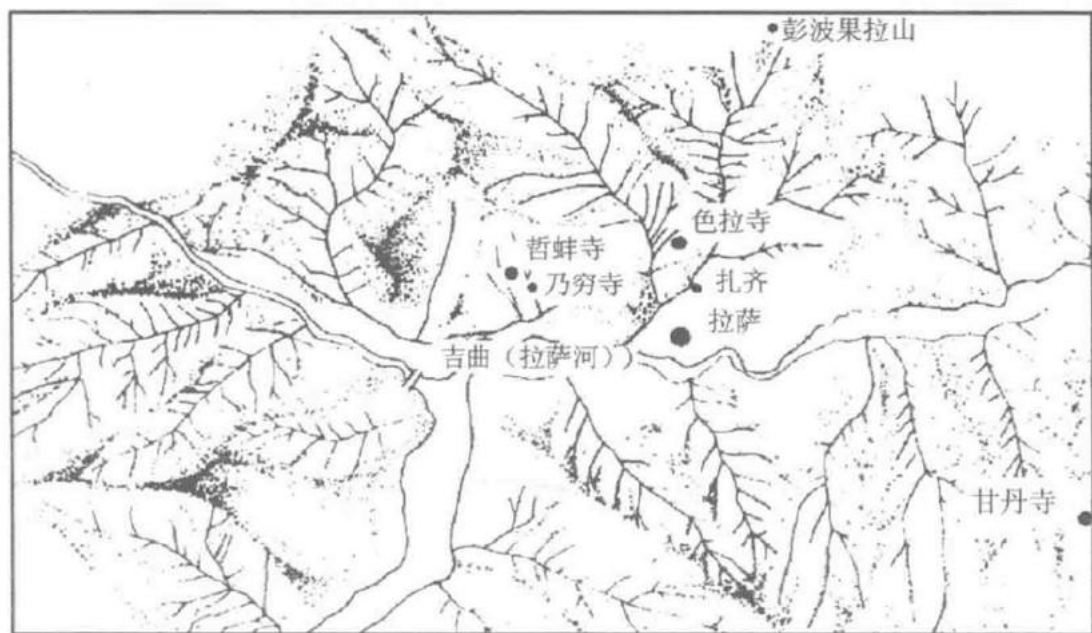 彭波果拉山
色拉寺
哲蚌寺
乃穷寺
扎齐
拉萨
吉曲（拉萨河））
甘丹寺